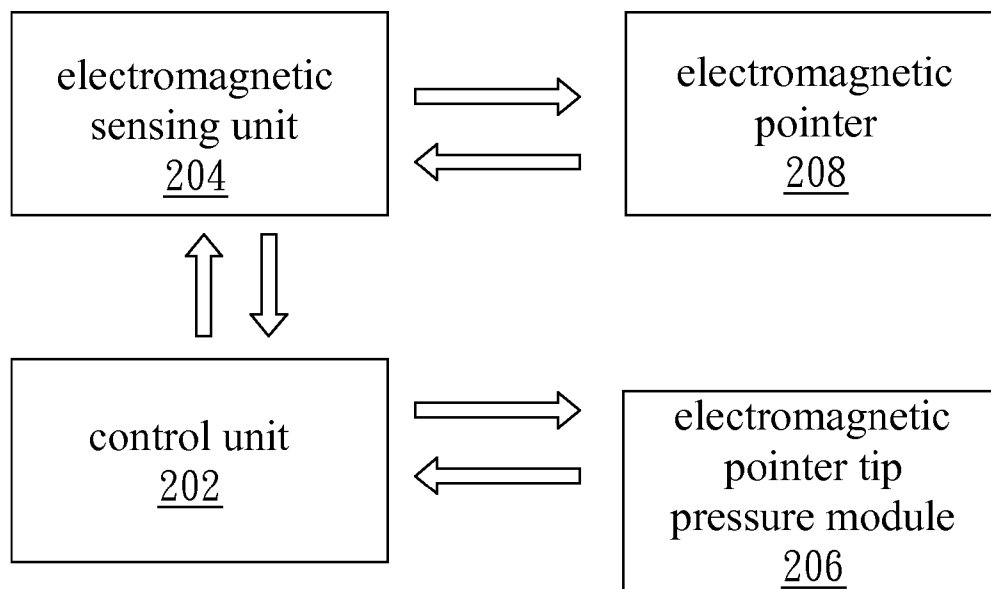 electromagnetic
sensing unit
204
electromagnetic
pointer
208
control unit
202
electromagnetic
pointer tip
pressure module
206